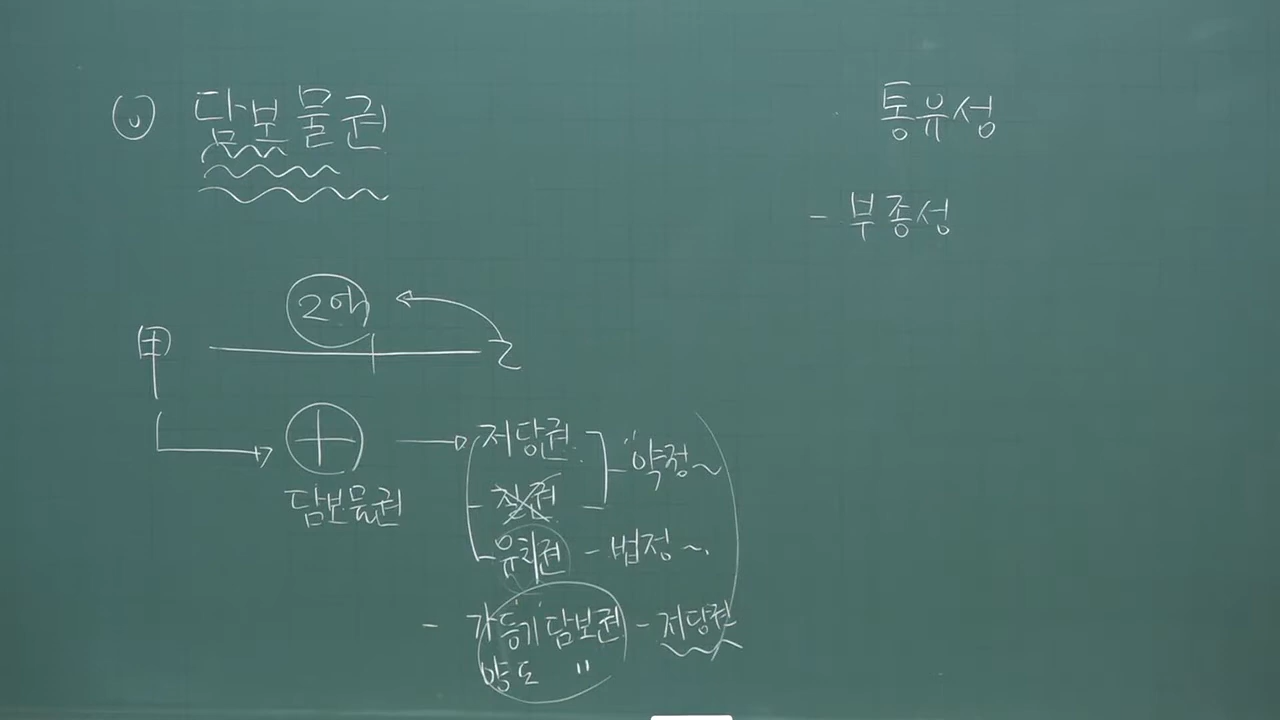 담보물권
통유성
- 부종성
2억
甲
乙
담보물권
저당권
질권
유치권
약정~
- 법정~
- 가등기담보권 - 저당권
양도 〃